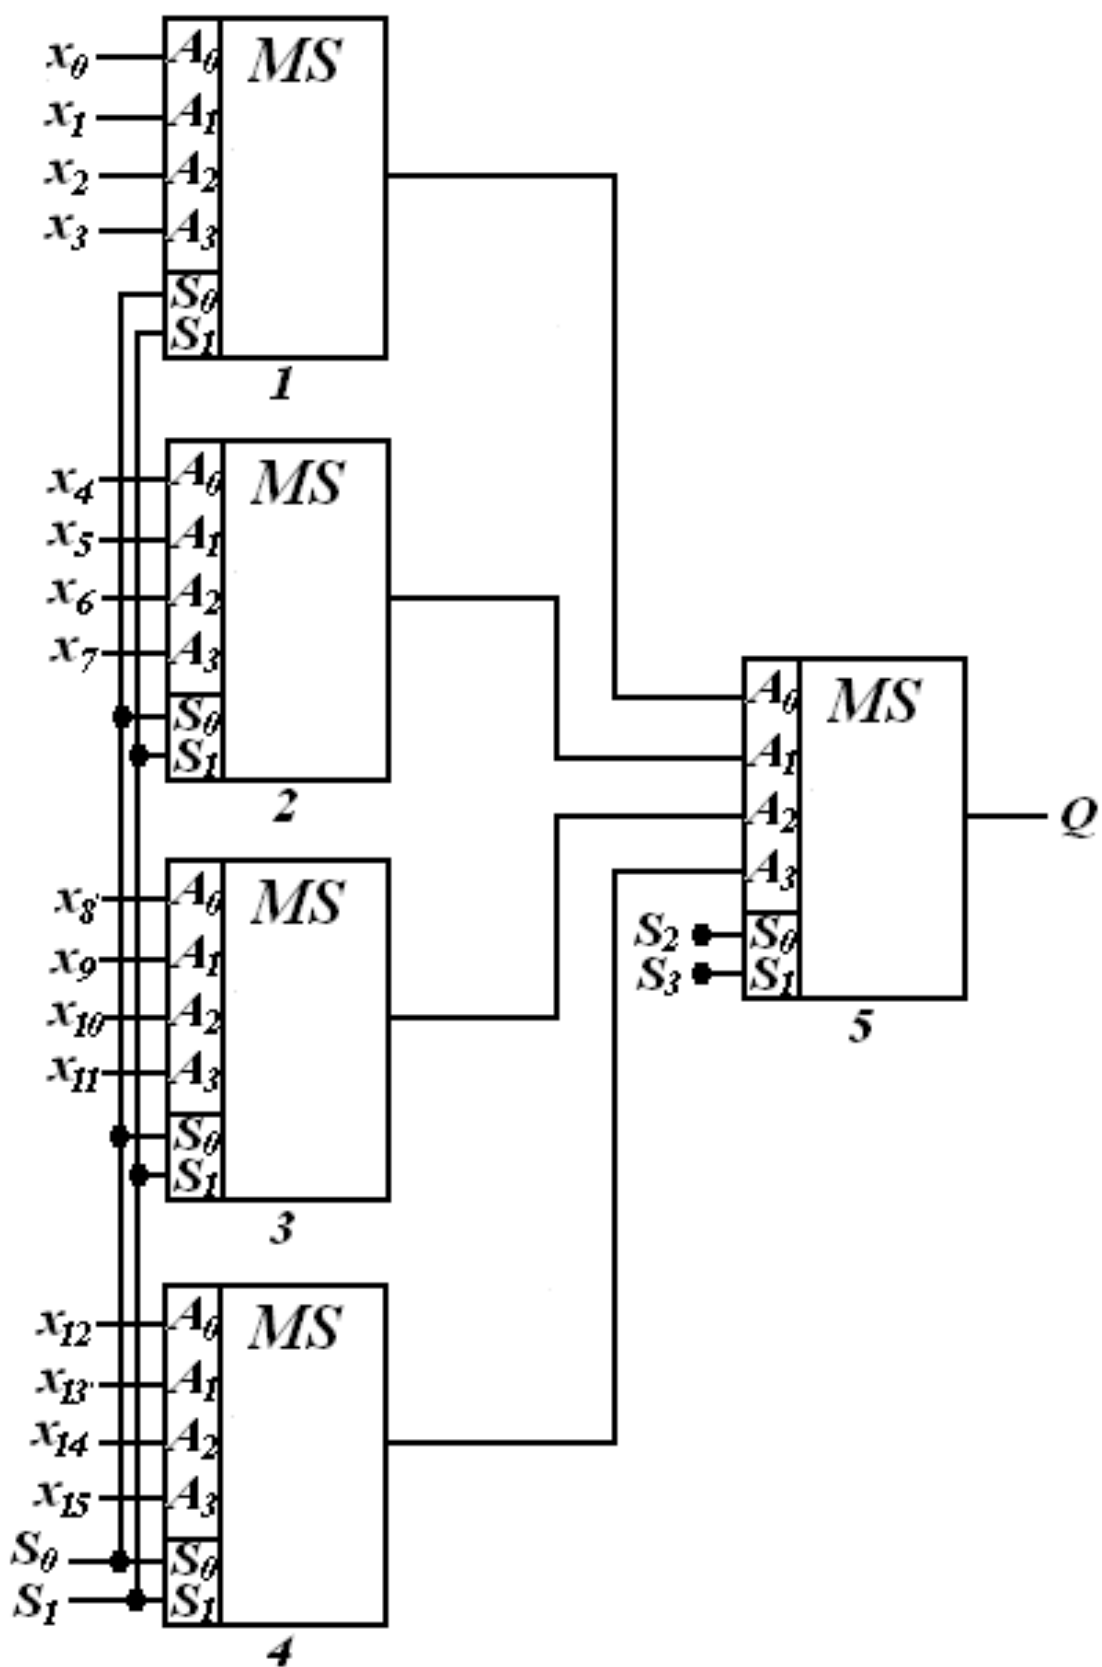 x0 A0 MS
x1 A1
x2 A2
x3 A3
S0
S1
1
x4 A0 MS
x5 A1
x6 A2
x7 A3
S0
S1
2
x8 A0 MS
x9 A1
x10 A2
x11 A3
S0
S1
3
x12 A0 MS
x13 A1
x14 A2
x15 A3
S0 S0
S1 S1
4
A0 MS
A1
A2 Q
A3
S2 S0
S3 S1
5